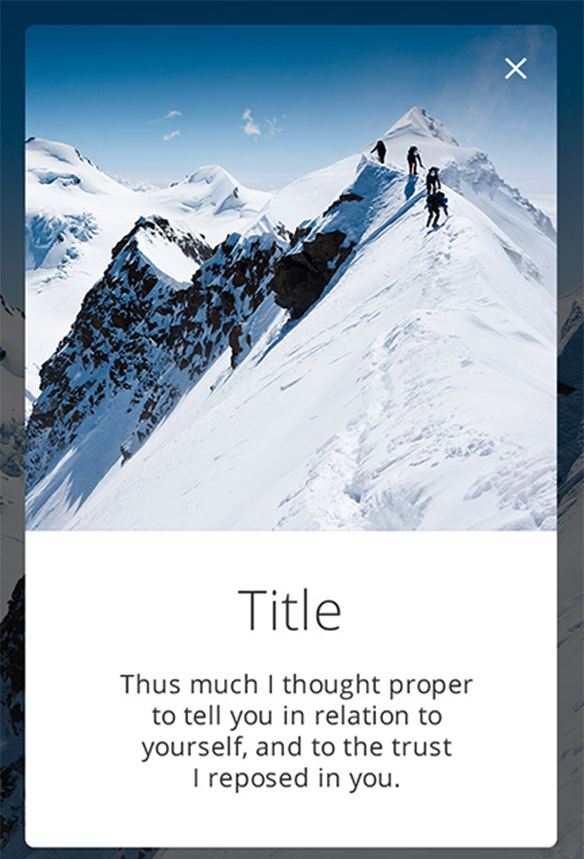 Title
Thus much I thought proper
to tell you in relation to
yourself, and to the trust
I reposed in you.